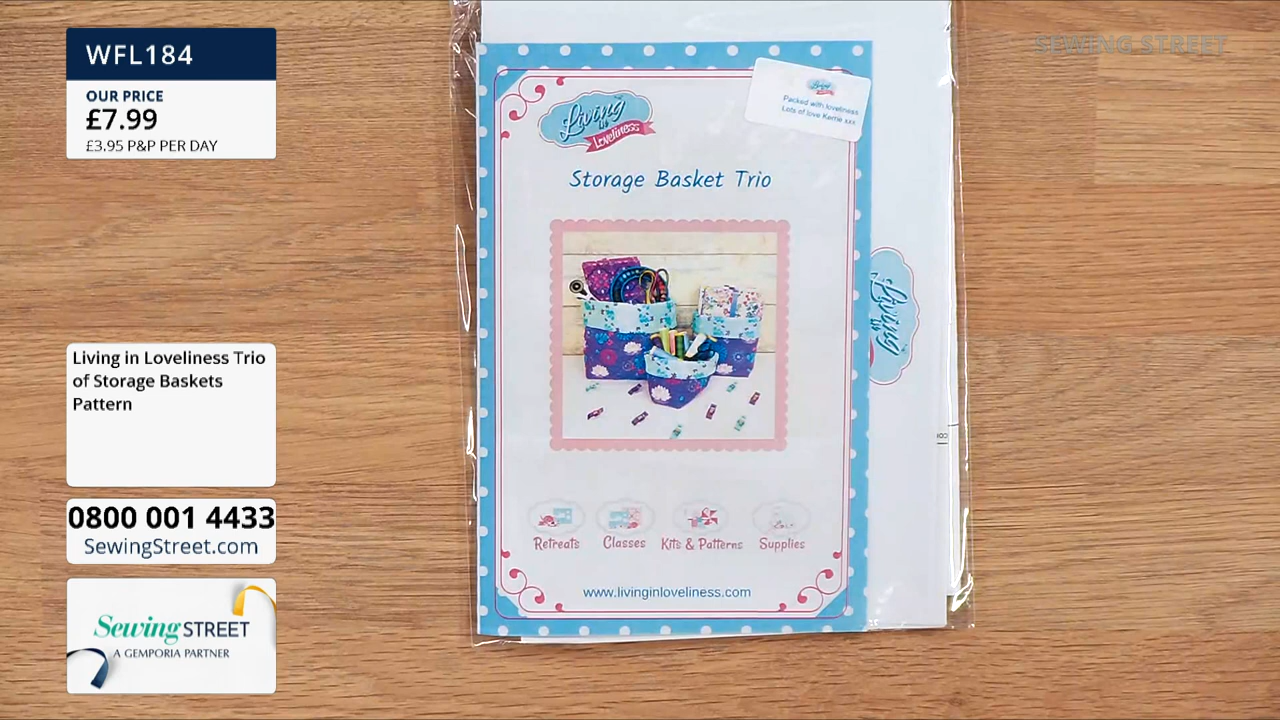 WFL184
OUR PRICE
£7.99
£3.95 P&P PER DAY
Living in Loveliness Trio
of Storage Baskets
Pattern
0800 001 4433
SewingStreet.com
Sewing STREET
A GEMPORIA PARTNER
SEWING STREET
Living
in
Loveliness
Packed with loveliness
Lots of love Kerrie xxx
Storage Basket Trio
Living
in
Retreats
Classes
Kits & Patterns
Supplies
www.livinginloveliness.com